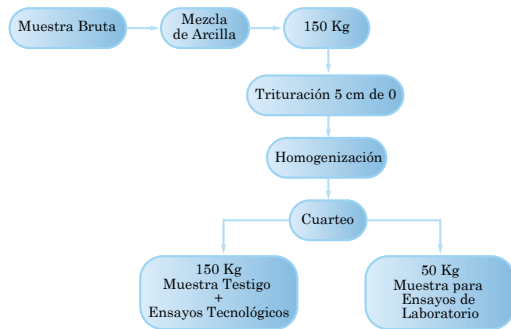 Muestra Bruta
Mezcla
de Arcilla
150 Kg
Trituración 5 cm de 0
Homogenización
Cuarteo
150 Kg
Muestra Testigo
+
Ensayos Tecnológicos
50 Kg
Muestra para
Ensayos de
Laboratorio